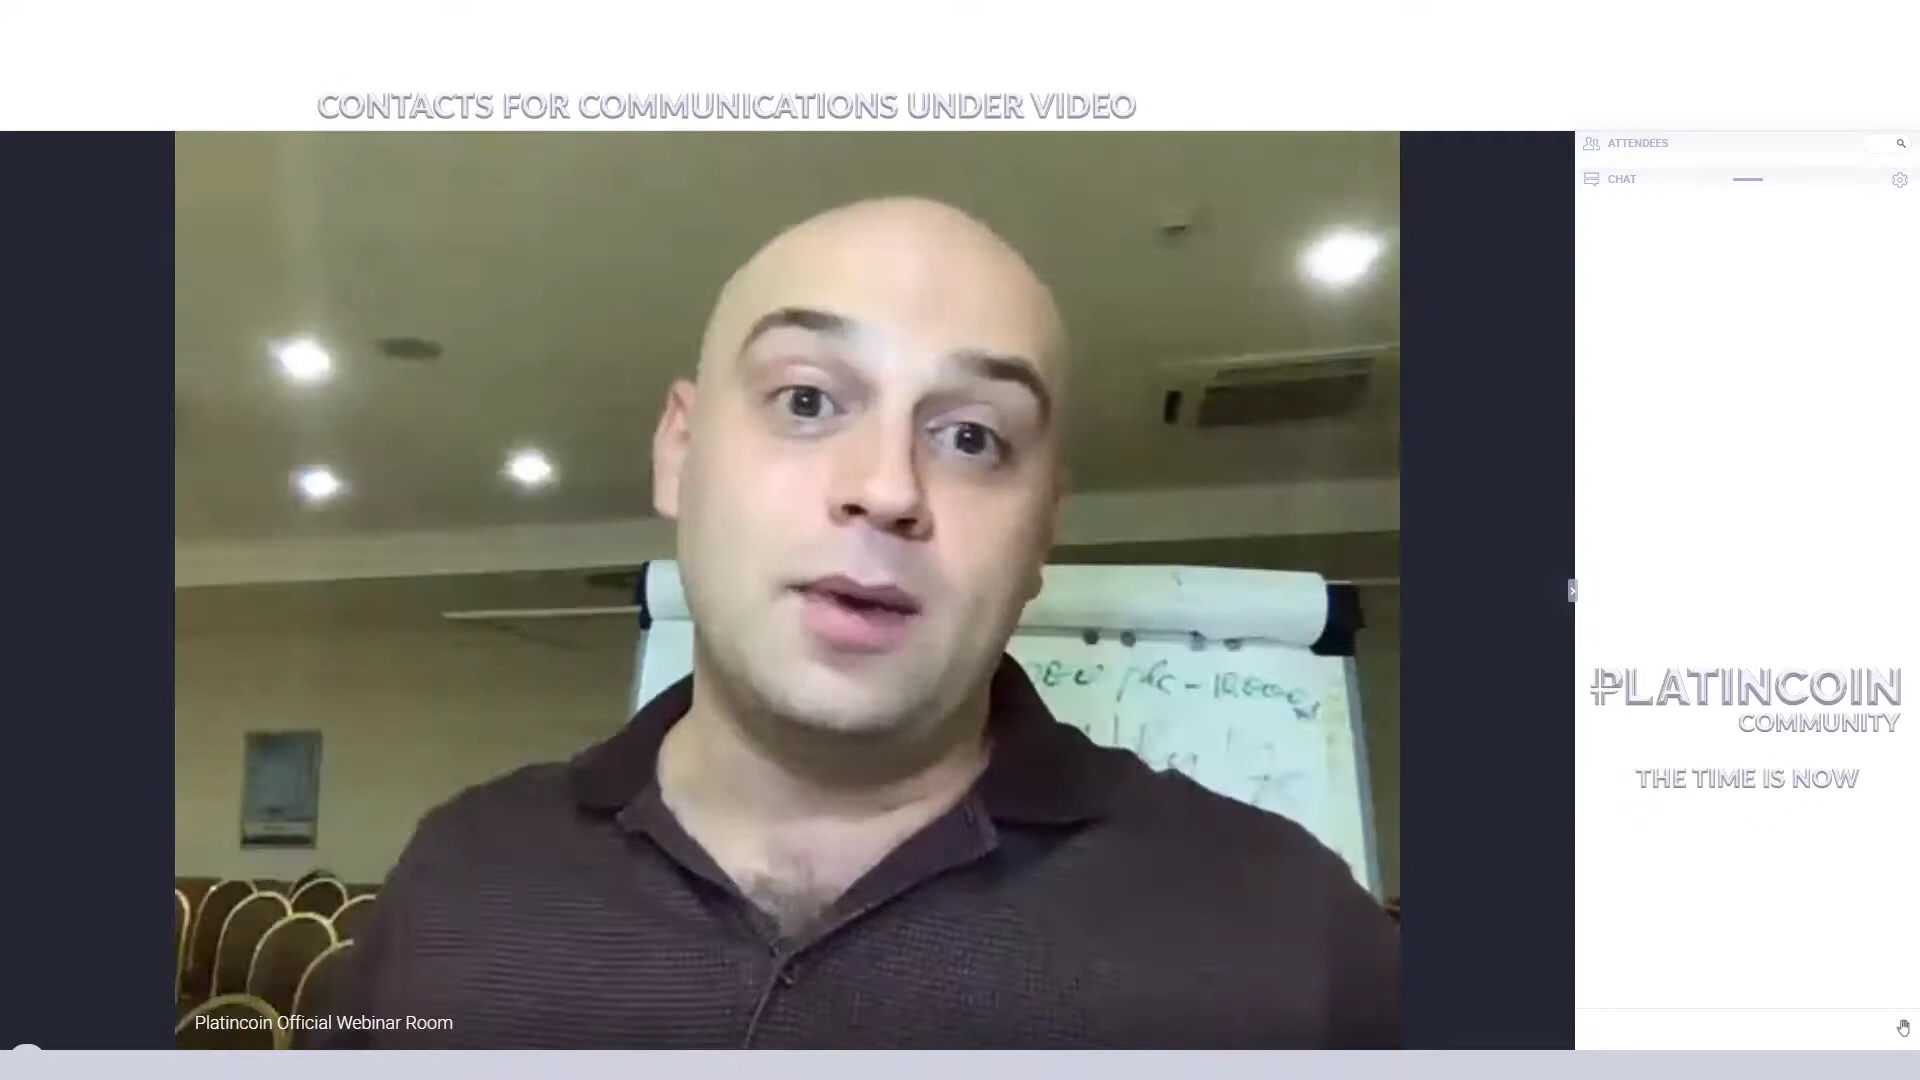 CONTACTS FOR COMMUNICATIONS UNDER VIDEO
ATTENDEES
CHAT
PLATINCOIN
COMMUNITY
THE TIME IS NOW
Platincoin Official Webinar Room